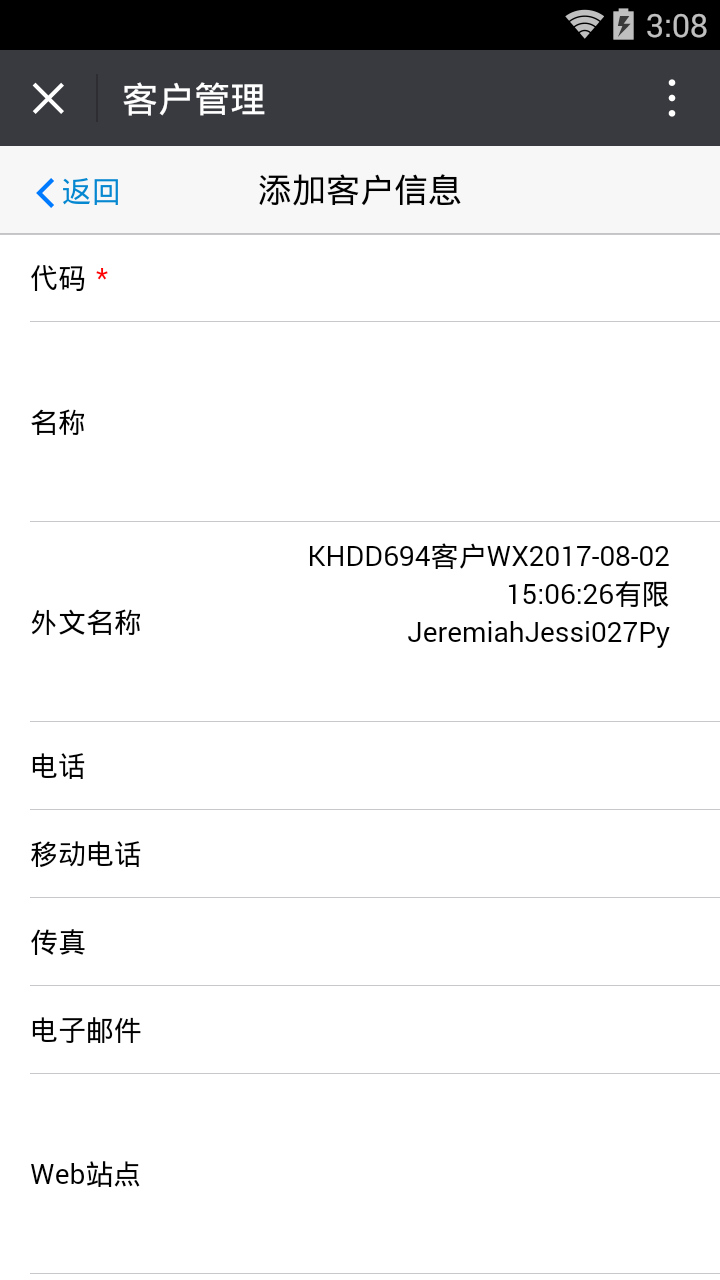 3:08
客户管理
返回
添加客户信息
代码 *
名称
外文名称
KHDD694客户WX2017-08-02
15:06:26有限
JeremiahJessi027Py
电话
移动电话
传真
电子邮件
Web站点